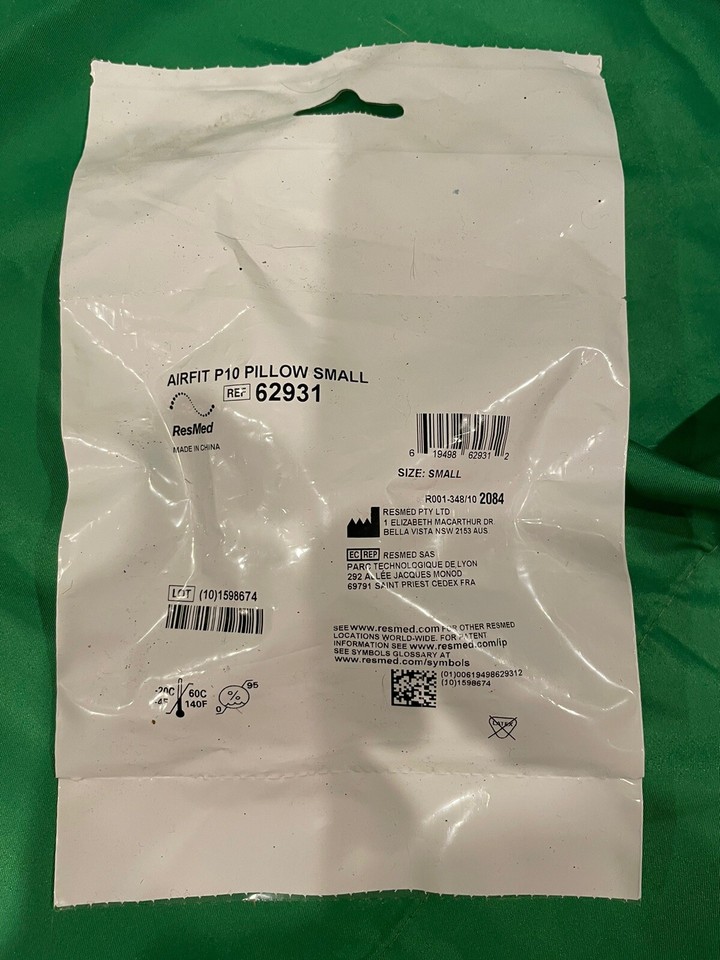 AIRFIT P10 PILLOW SMALL
REF 62931
ResMed
MADE IN CHINA
6 19498 62931 2
SIZE: SMALL
R001-348/10 2084
RESMED PTY LTD
1 ELIZABETH MACARTHUR DR
BELLA VISTA NSW 2153 AUS
EC REP RESMED SAS
PARC TECHNOLOGIQUE DE LYON
292 ALLÉE JACQUES MONOD
69791 SAINT PRIEST CEDEX FRA
LOT (10)1598674
SEE www.resmed.com FOR OTHER RESMED
LOCATIONS WORLD-WIDE. FOR PATENT
INFORMATION SEE www.resmed.com/ip
SEE SYMBOLS GLOSSARY AT
www.resmed.com/symbols
(01)00619498629312
(10)1598674
-20C 60C
-4F 140F
% 95
0
LATEX